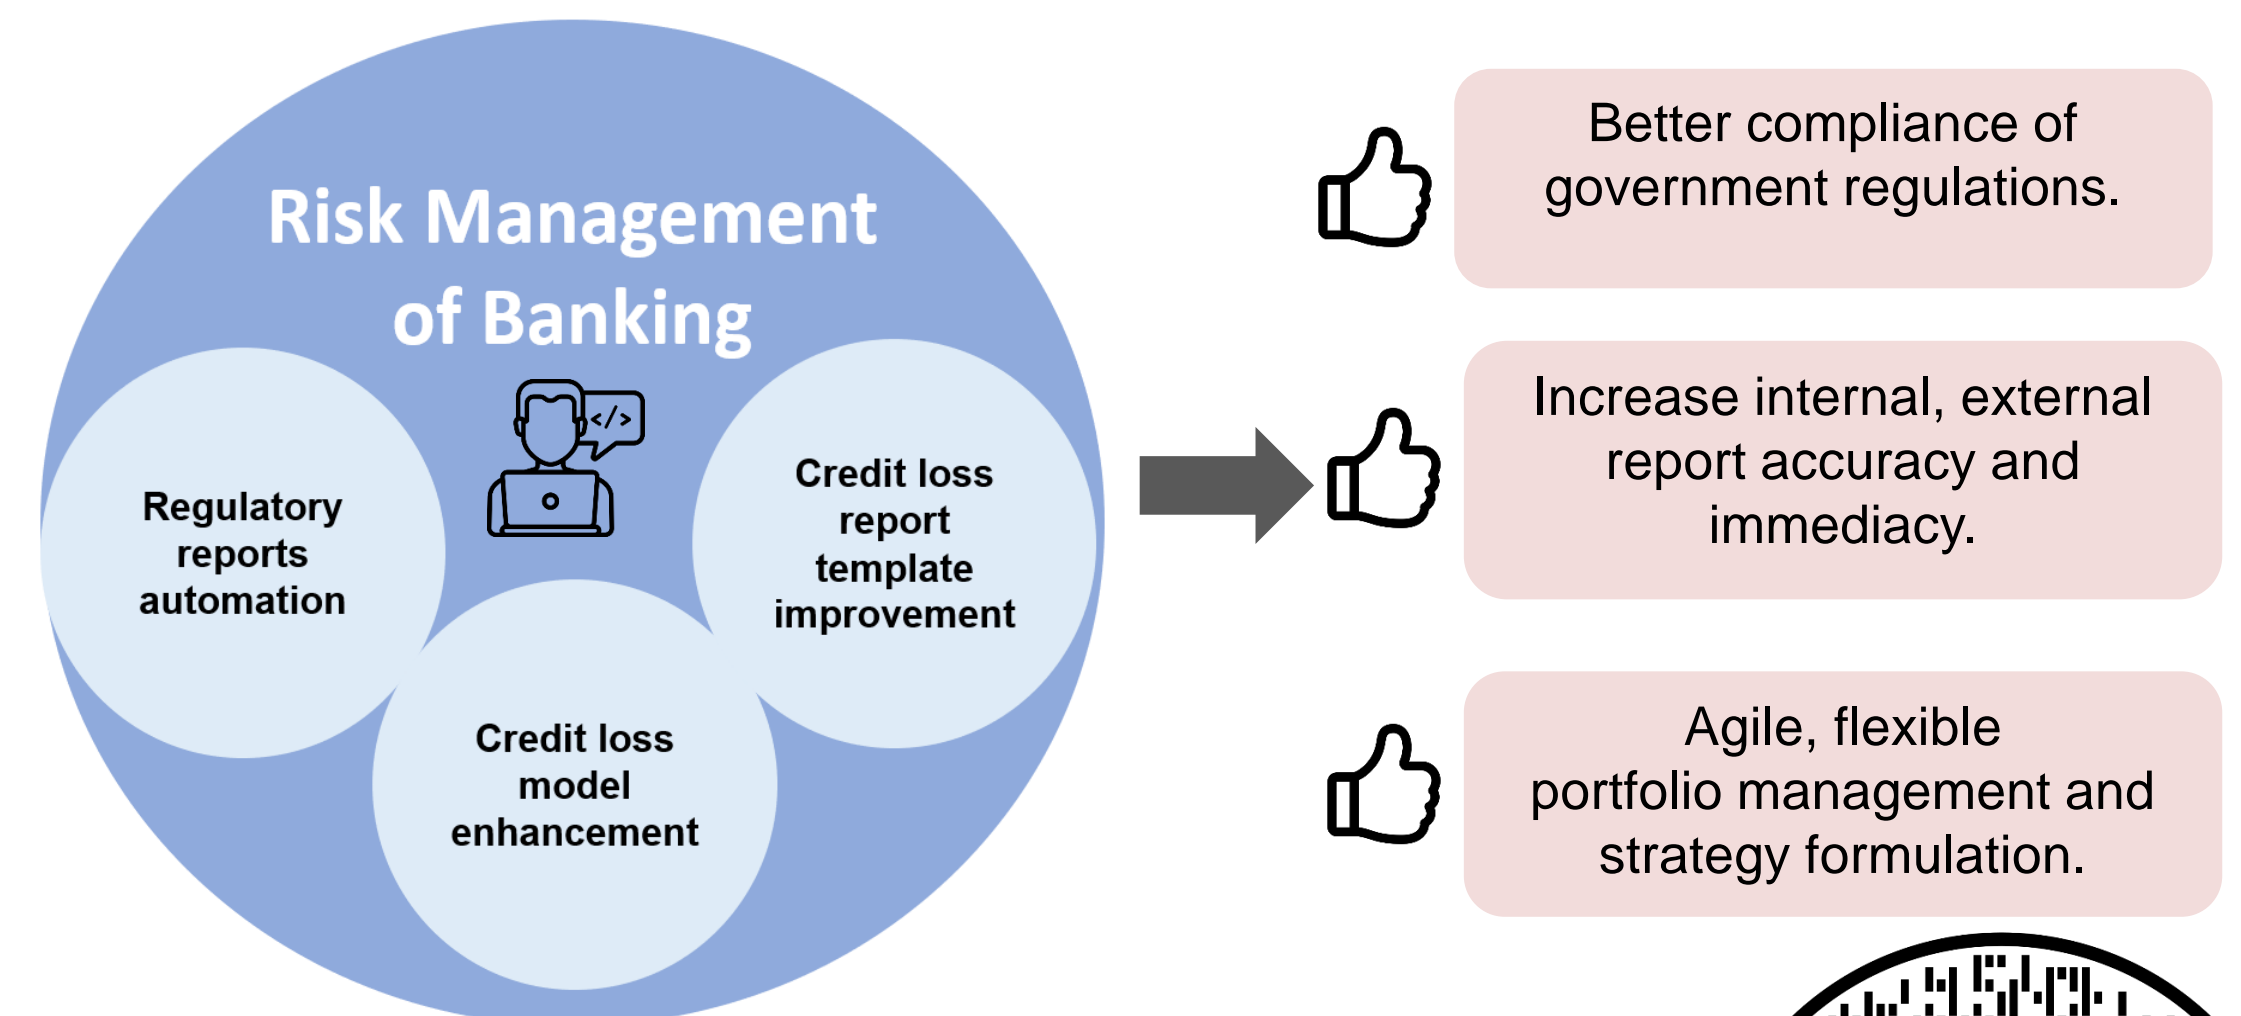 Risk Management
of Banking
</>
Regulatory
reports
automation
Credit loss
model
enhancement
Credit loss
report
template
improvement
Better compliance of
government regulations.
Increase internal, external
report accuracy and
immediacy.
Agile, flexible
portfolio management and
strategy formulation.